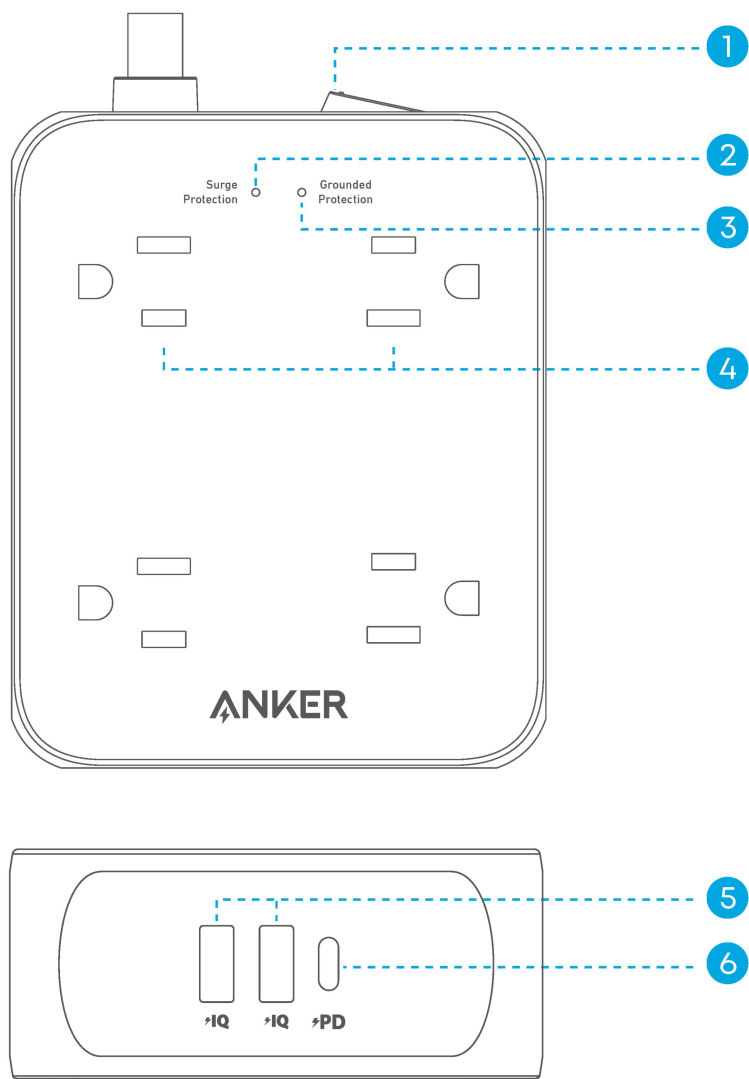 1
2
Surge
Protection
Grounded
Protection
3
4
ANKER
5
6
IQ
IQ
PD